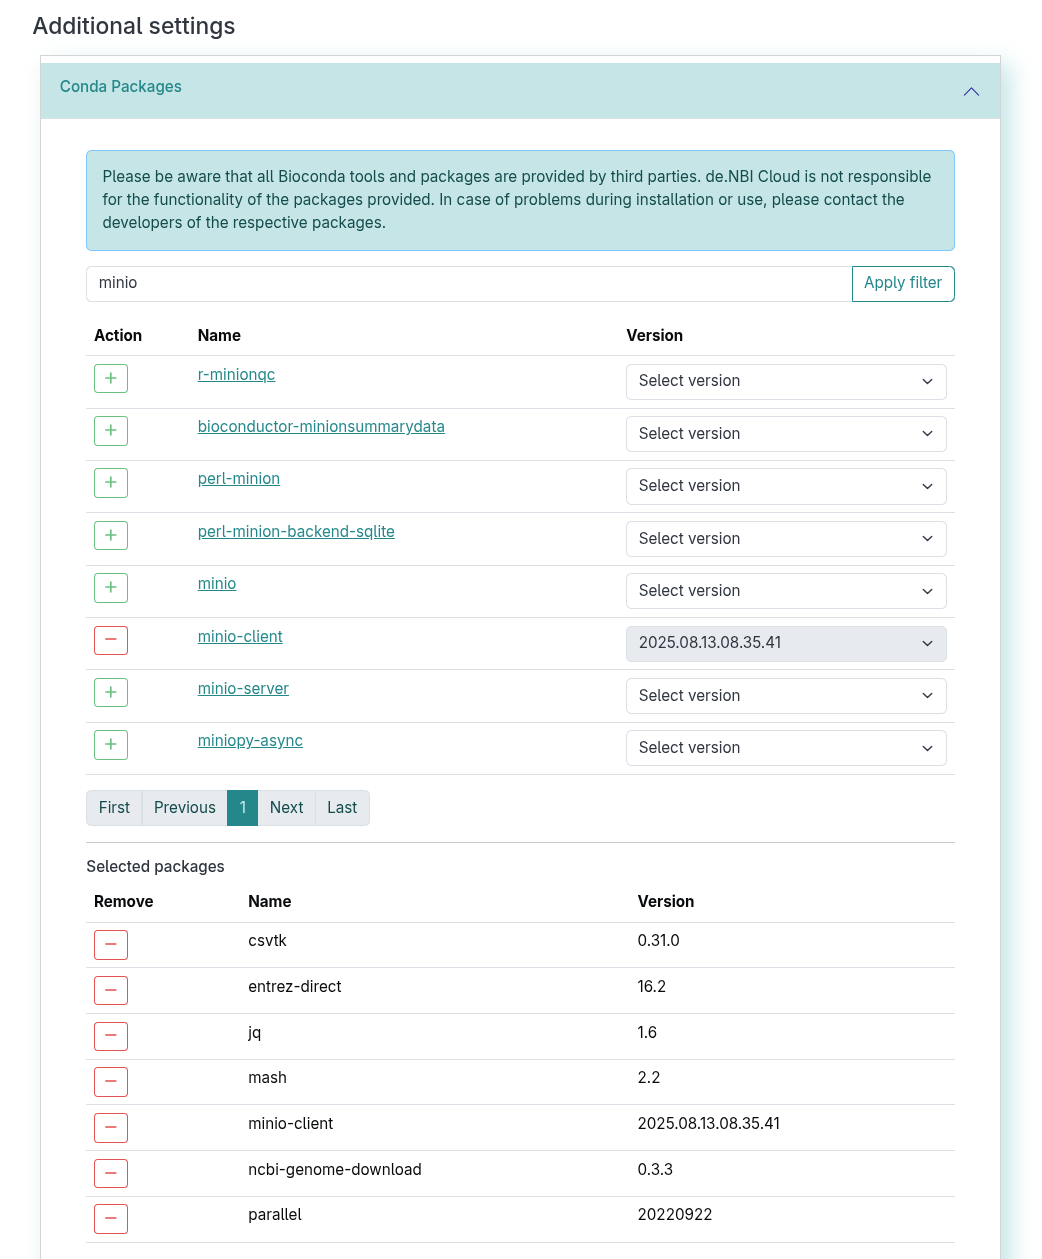 Additional settings
Conda Packages
Please be aware that all Bioconda tools and packages are provided by third parties. de.NBI Cloud is not responsible
for the functionality of the packages provided. In case of problems during installation or use, please contact the
developers of the respective packages.
minio Apply filter
Action Name Version
+ r-minionqc Select version
+ bioconductor-minionsummarydata Select version
+ perl-minion Select version
+ perl-minion-backend-sqlite Select version
+ minio Select version
− minio-client 2025.08.13.08.35.41
+ minio-server Select version
+ miniopy-async Select version
First Previous 1 Next Last
Selected packages
Remove Name Version
− csvtk 0.31.0
− entrez-direct 16.2
− jq 1.6
− mash 2.2
− minio-client 2025.08.13.08.35.41
− ncbi-genome-download 0.3.3
− parallel 20220922